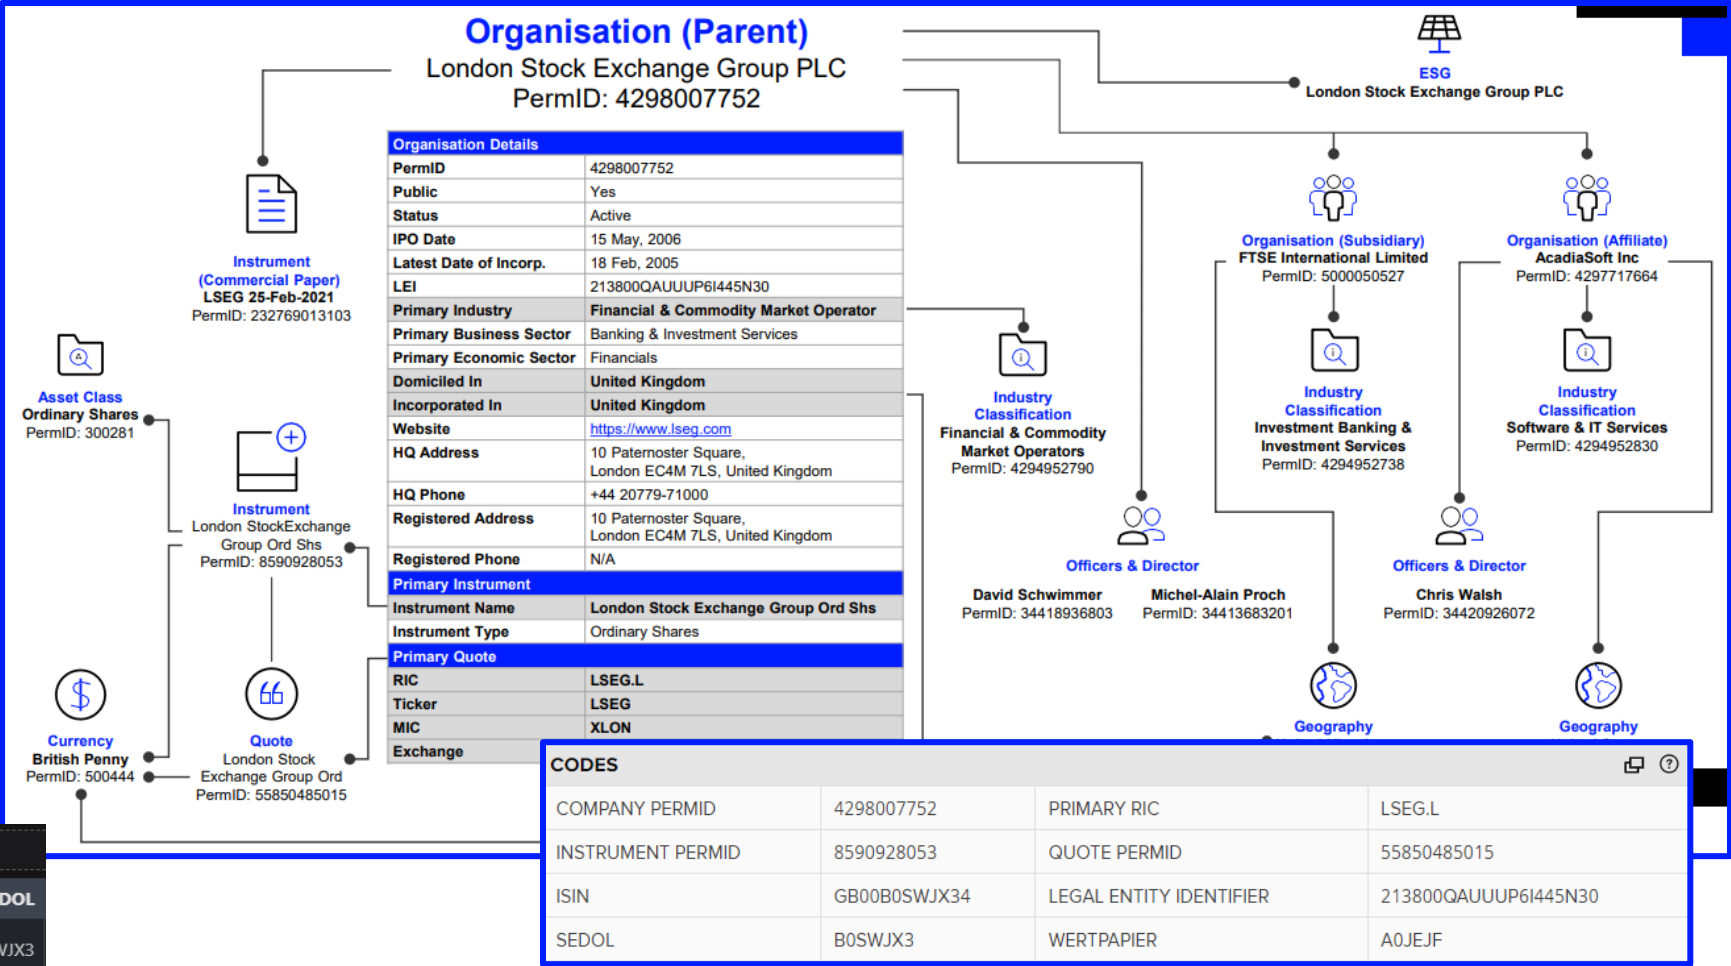 Organisation (Parent)
London Stock Exchange Group PLC
PermID: 4298007752
ESG
London Stock Exchange Group PLC
Instrument
(Commercial Paper)
LSEG 25-Feb-2021
PermID: 232769013103
Asset Class
Ordinary Shares
PermID: 300281
Instrument
London StockExchange
Group Ord Shs
PermID: 8590928053
Currency
British Penny
PermID: 500444
Quote
London Stock
Exchange Group Ord
PermID: 55850485015
Organisation Details
PermID 4298007752
Public Yes
Status Active
IPO Date 15 May, 2006
Latest Date of Incorp. 18 Feb, 2005
LEI 213800QAUUUP6I445N30
Primary Industry Financial & Commodity Market Operator
Primary Business Sector Banking & Investment Services
Primary Economic Sector Financials
Domiciled In United Kingdom
Incorporated In United Kingdom
Website https://www.lseg.com
HQ Address 10 Paternoster Square,
London EC4M 7LS, United Kingdom
HQ Phone +44 20779-71000
Registered Address 10 Paternoster Square,
London EC4M 7LS, United Kingdom
Registered Phone N/A
Primary Instrument
Instrument Name London Stock Exchange Group Ord Shs
Instrument Type Ordinary Shares
Primary Quote
RIC LSEG.L
Ticker LSEG
MIC XLON
Exchange
Industry
Classification
Financial & Commodity
Market Operators
PermID: 4294952790
Officers & Director
David Schwimmer
PermID: 34418936803
Michel-Alain Proch
PermID: 34413683201
Organisation (Subsidiary)
FTSE International Limited
PermID: 5000050527
Industry
Classification
Investment Banking &
Investment Services
PermID: 4294952738
Geography
Organisation (Affiliate)
AcadiaSoft Inc
PermID: 4297717664
Industry
Classification
Software & IT Services
PermID: 4294952830
Officers & Director
Chris Walsh
PermID: 34420926072
Geography
CODES
COMPANY PERMID 4298007752 PRIMARY RIC LSEG.L
INSTRUMENT PERMID 8590928053 QUOTE PERMID 55850485015
ISIN GB00B0SWJX34 LEGAL ENTITY IDENTIFIER 213800QAUUUP6I445N30
SEDOL B0SWJX3 WERTPAPIER A0JEJF
DOL
WJX3